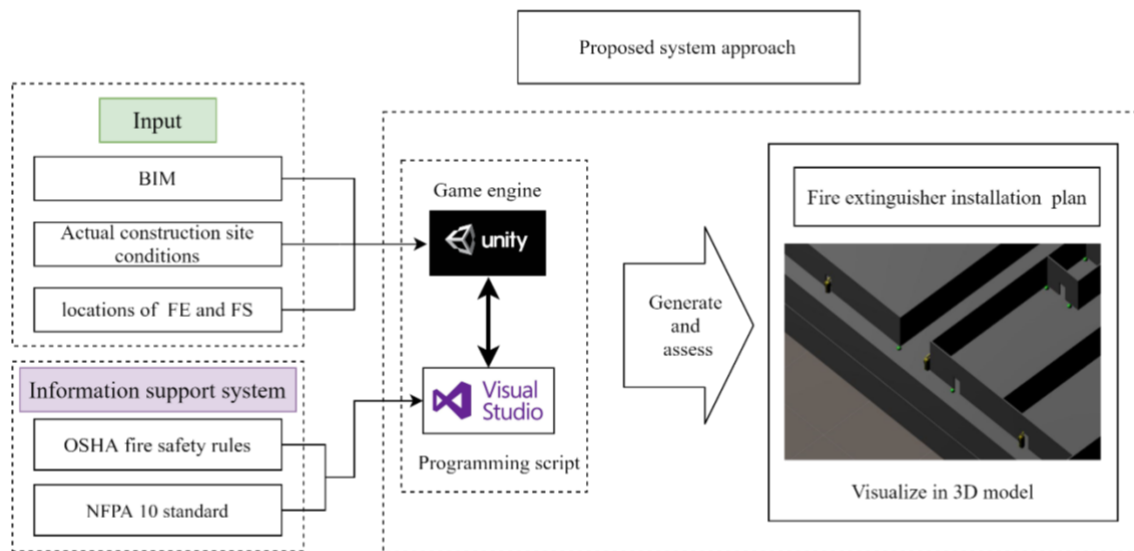 Proposed system approach
Input
BIM
Actual construction site
conditions
locations of FE and FS
Information support system
OSHA fire safety rules
NFPA 10 standard
Game engine
unity
Visual
Studio
Programming script
Generate
and
assess
Fire extinguisher installation plan
Visualize in 3D model